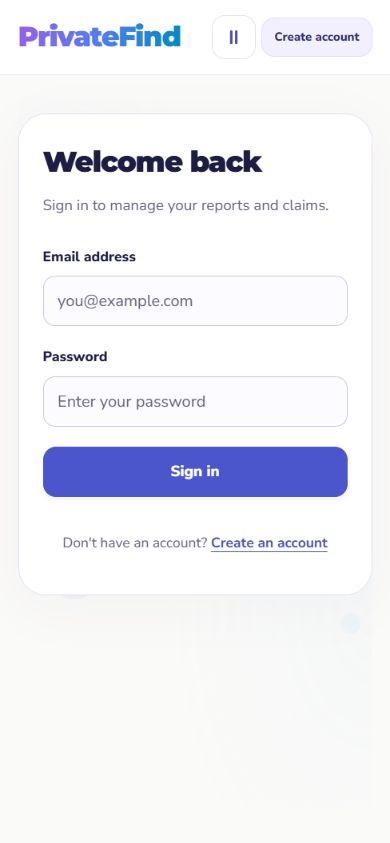 PrivateFind
Create account
Welcome back
Sign in to manage your reports and claims.
Email address
you@example.com
Password
Enter your password
Sign in
Don't have an account? Create an account